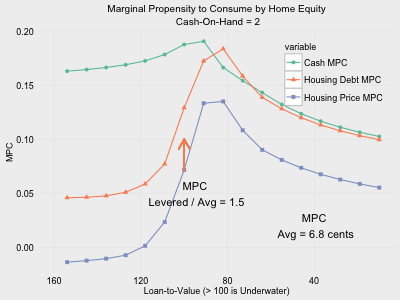 Marginal Propensity to Consume by Home Equity
Cash-On-Hand = 2
0.20
0.15
0.10
0.05
0.00
MPC
variable
Cash MPC
Housing Debt MPC
Housing Price MPC
MPC
Levered / Avg = 1.5
MPC
Avg = 6.8 cents
160
120
80
40
Loan-to-Value (> 100 is Underwater)